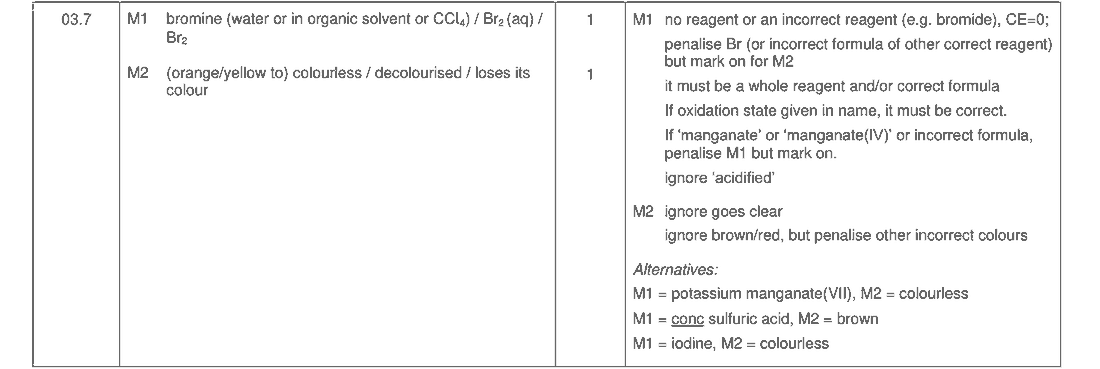 03.7
M1 bromine (water or in organic solvent or CCl₄) / Br₂ (aq) /
Br₂
M2 (orange/yellow to) colourless / decolourised / loses its
colour
1
1
M1 no reagent or an incorrect reagent (e.g. bromide), CE=0;
penalise Br (or incorrect formula of other correct reagent)
but mark on for M2
it must be a whole reagent and/or correct formula
If oxidation state given in name, it must be correct.
If ‘manganate’ or ‘manganate(IV)’ or incorrect formula,
penalise M1 but mark on.
ignore ‘acidified’
M2 ignore goes clear
ignore brown/red, but penalise other incorrect colours
Alternatives:
M1 = potassium manganate(VII), M2 = colourless
M1 = conc sulfuric acid, M2 = brown
M1 = iodine, M2 = colourless